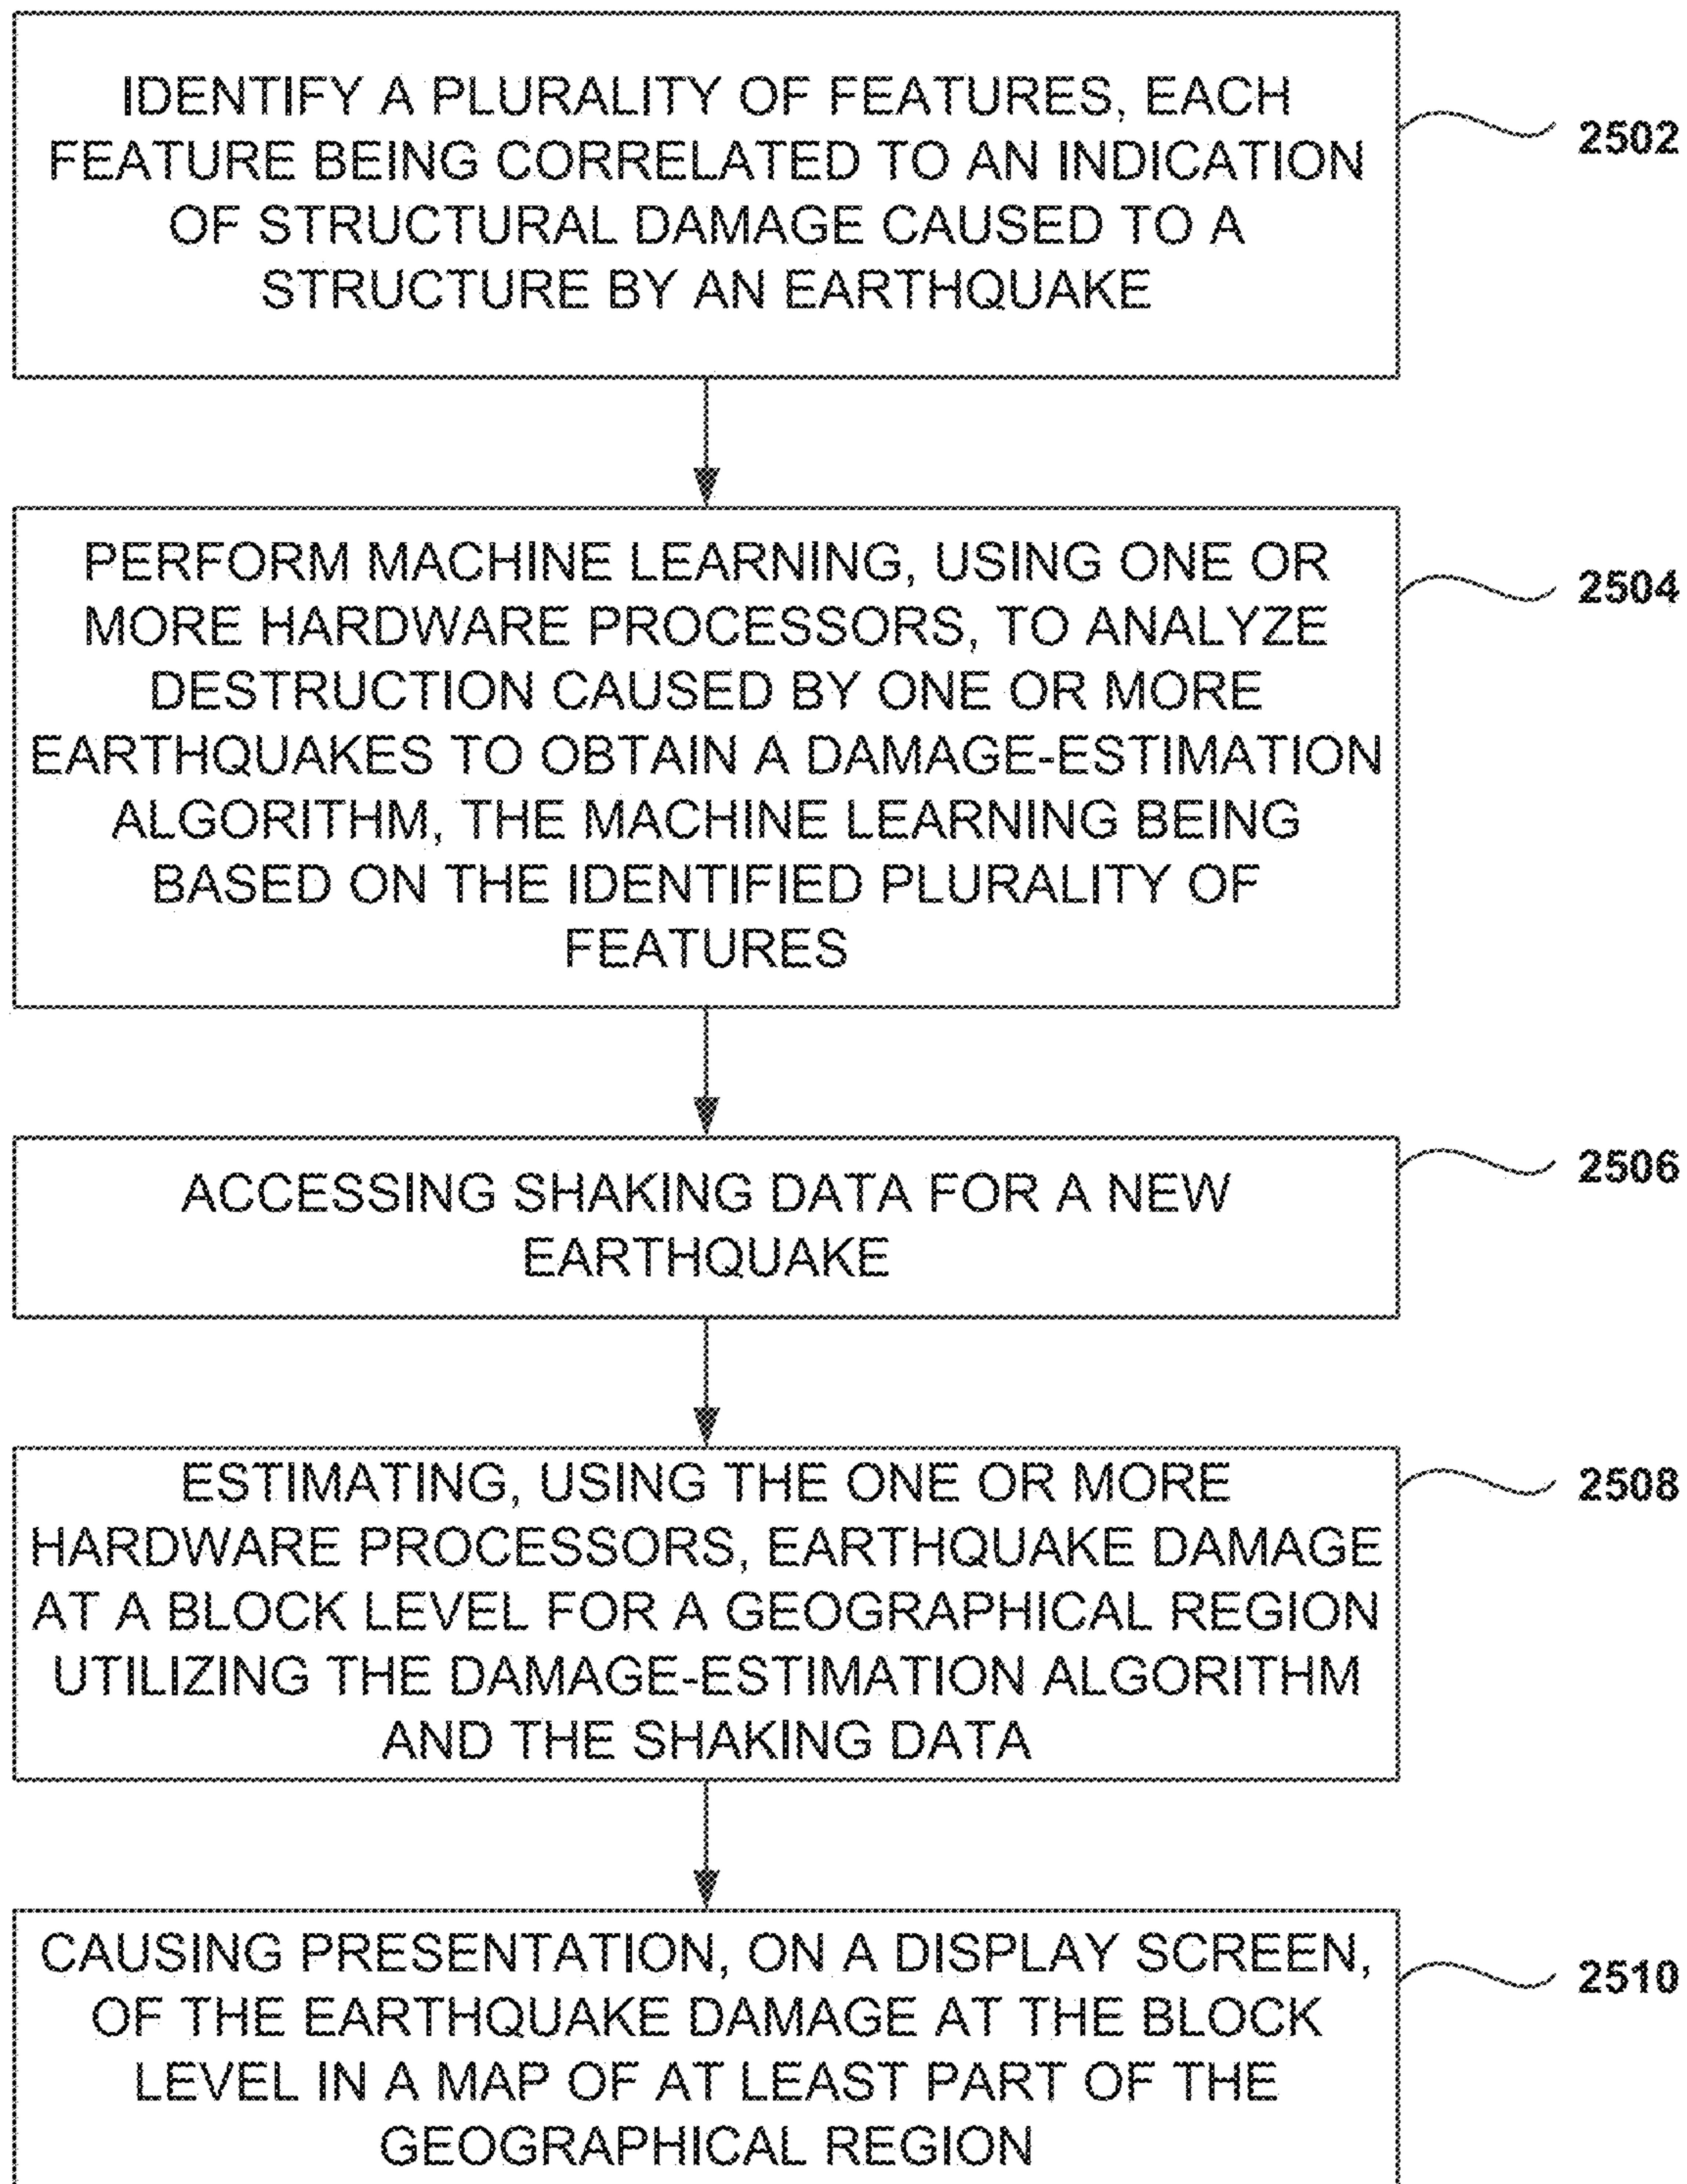 IDENTIFY A PLURALITY OF FEATURES, EACH
FEATURE BEING CORRELATED TO AN INDICATION
OF STRUCTURAL DAMAGE CAUSED TO A
STRUCTURE BY AN EARTHQUAKE
2502
PERFORM MACHINE LEARNING, USING ONE OR
MORE HARDWARE PROCESSORS, TO ANALYZE
DESTRUCTION CAUSED BY ONE OR MORE
EARTHQUAKES TO OBTAIN A DAMAGE-ESTIMATION
ALGORITHM, THE MACHINE LEARNING BEING
BASED ON THE IDENTIFIED PLURALITY OF
FEATURES
2504
ACCESSING SHAKING DATA FOR A NEW
EARTHQUAKE
2506
ESTIMATING, USING THE ONE OR MORE
HARDWARE PROCESSORS, EARTHQUAKE DAMAGE
AT A BLOCK LEVEL FOR A GEOGRAPHICAL REGION
UTILIZING THE DAMAGE-ESTIMATION ALGORITHM
AND THE SHAKING DATA
2508
CAUSING PRESENTATION, ON A DISPLAY SCREEN,
OF THE EARTHQUAKE DAMAGE AT THE BLOCK
LEVEL IN A MAP OF AT LEAST PART OF THE
GEOGRAPHICAL REGION
2510